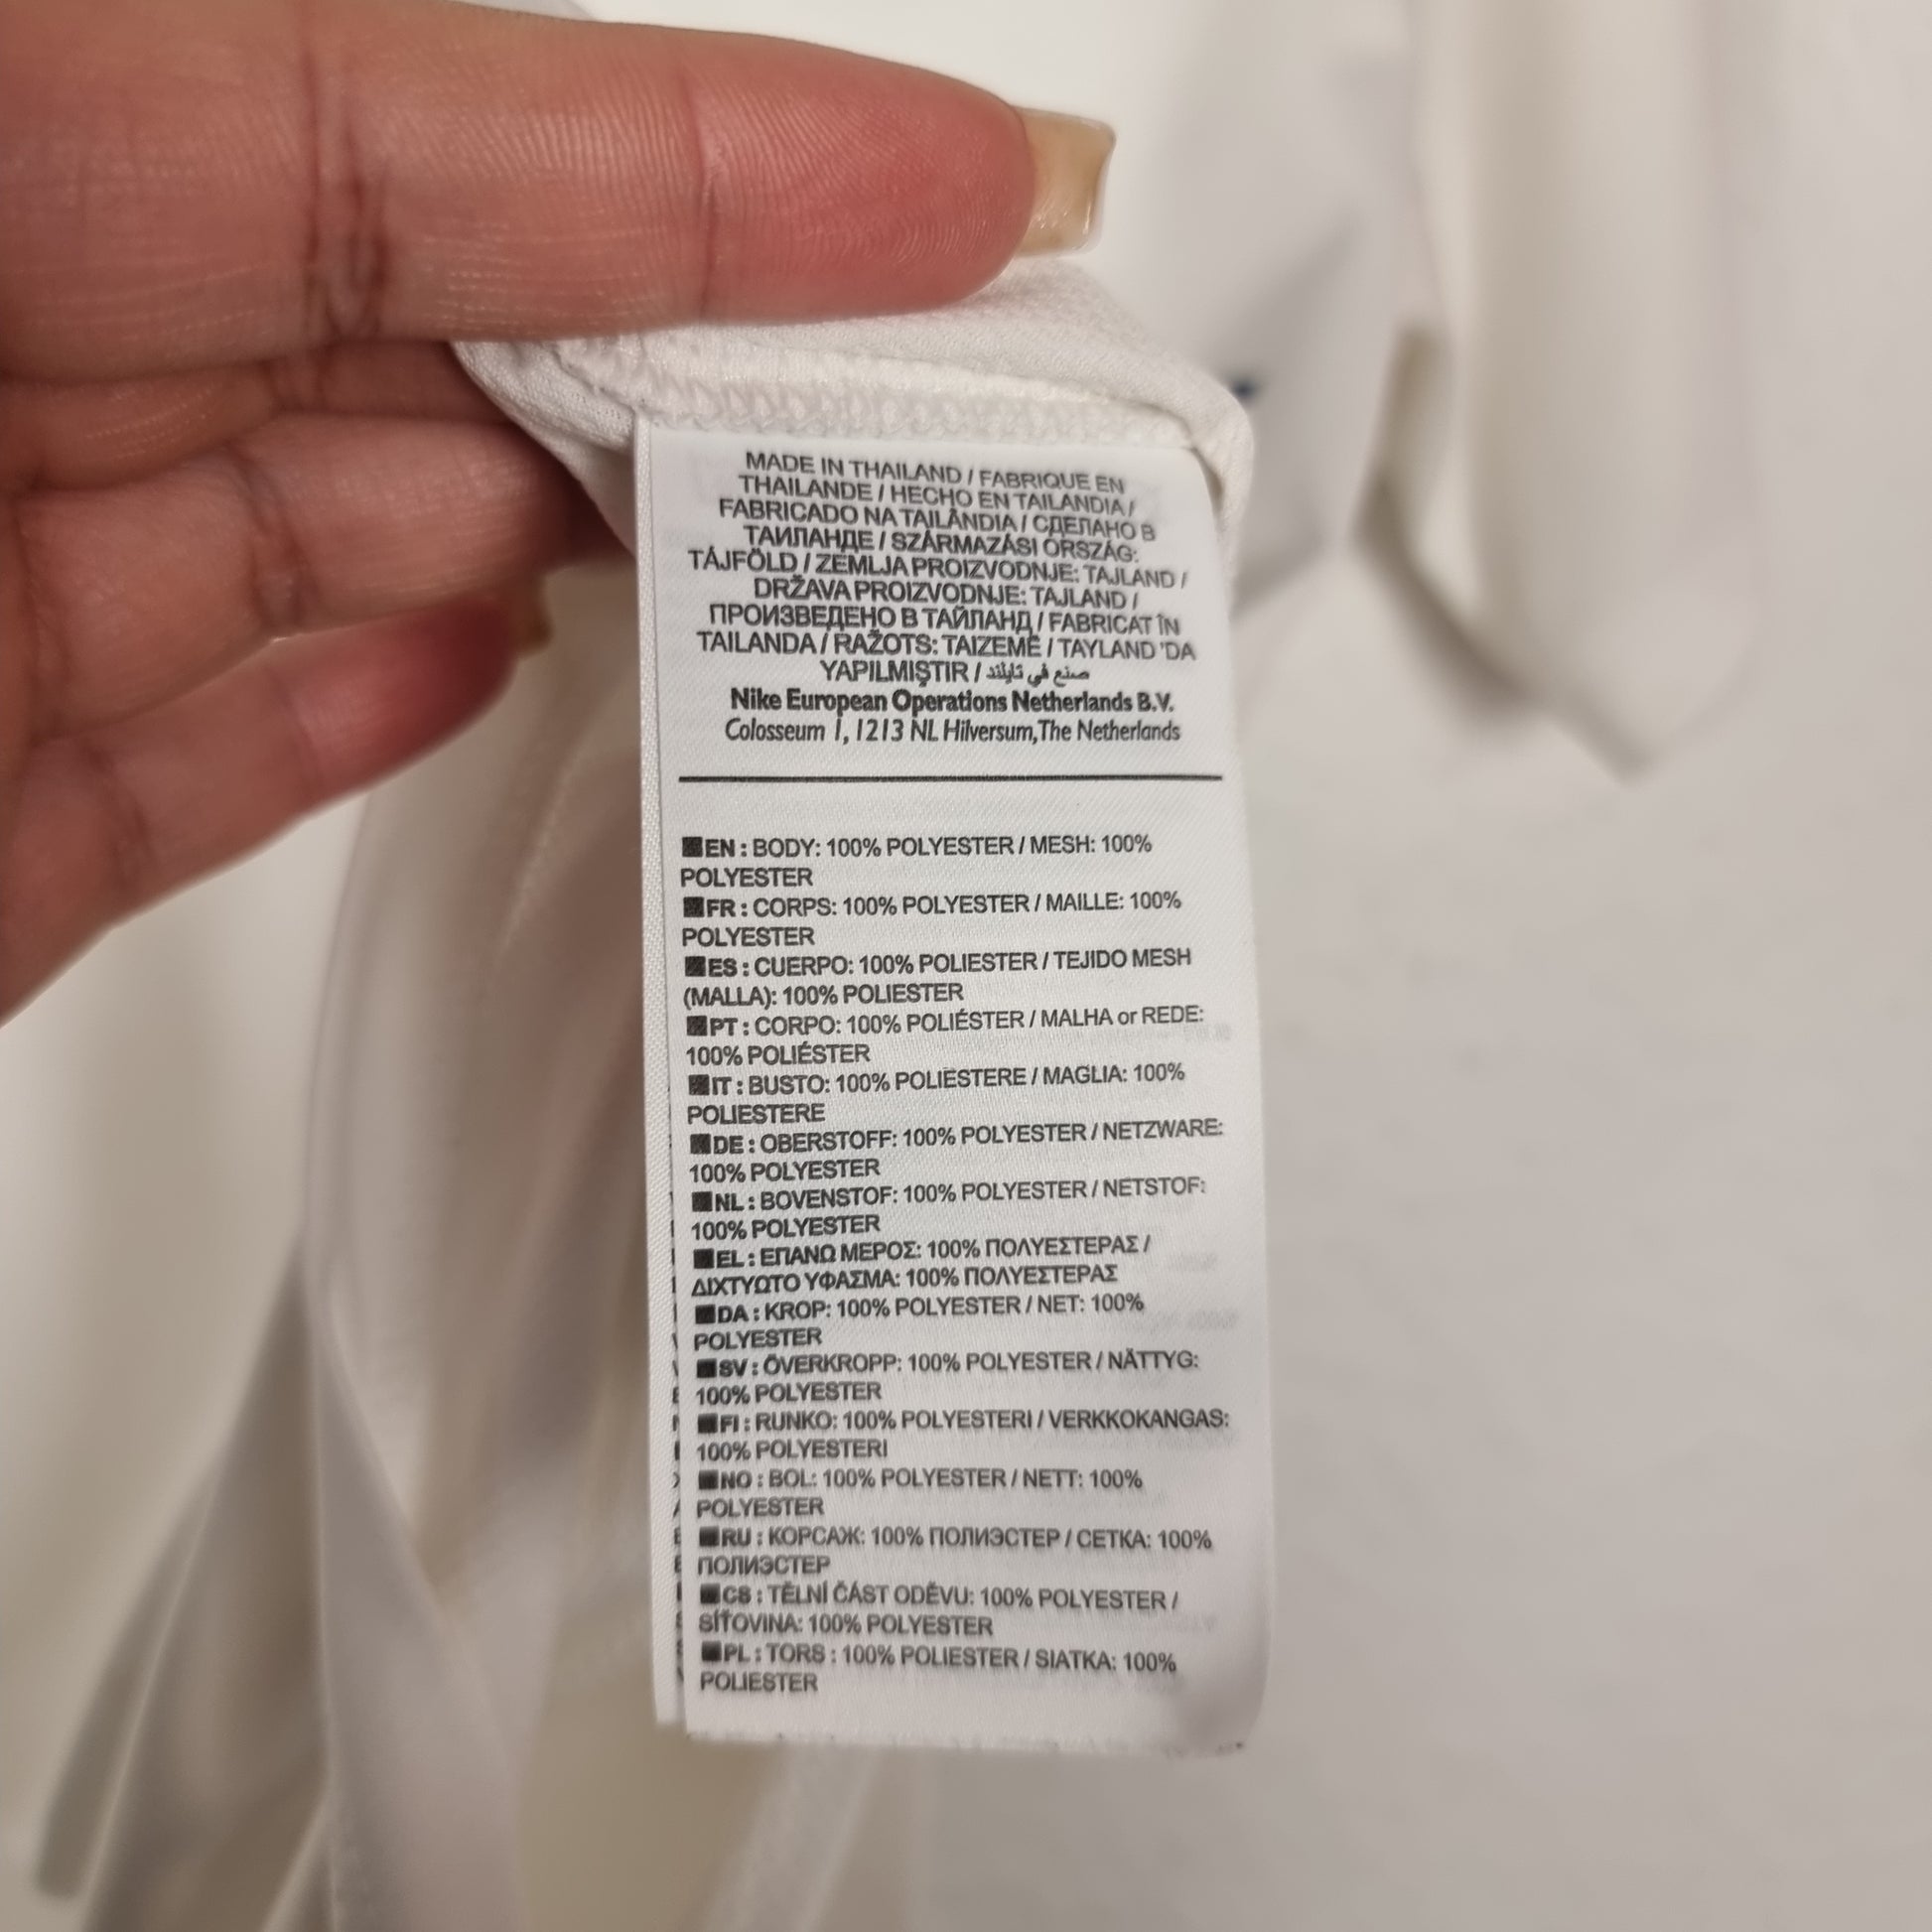 MADE IN THAILAND / FABRIQUE EN
THAILANDE / HECHO EN TAILANDIA /
FABRICADO NA TAILÂNDIA / СДЕЛАНО В
ТАИЛАНДЕ / SZÁRMAZÁSI ORSZÁG:
TÁJFÖLD / ZEMLJA PROIZVODNJE: TAJLAND /
DRŽAVA PROIZVODNJE: TAJLAND /
ПРОИЗВЕДЕНО В ТАЙЛАНД / FABRICAT ÎN
TAILANDA / RAŽOTS: TAIZEMĒ / TAYLAND 'DA
YAPILMIŞTIR / صنع في تايلند
Nike European Operations Netherlands B.V.
Colosseum 1, 1213 NL Hilversum, The Netherlands
EN : BODY: 100% POLYESTER / MESH: 100%
POLYESTER
FR : CORPS: 100% POLYESTER / MAILLE: 100%
POLYESTER
ES : CUERPO: 100% POLIESTER / TEJIDO MESH
(MALLA): 100% POLIESTER
PT : CORPO: 100% POLIÉSTER / MALHA or REDE:
100% POLIÉSTER
IT : BUSTO: 100% POLIESTERE / MAGLIA: 100%
POLIESTERE
DE : OBERSTOFF: 100% POLYESTER / NETZWARE:
100% POLYESTER
NL : BOVENSTOF: 100% POLYESTER / NETSTOF:
100% POLYESTER
EL : ΕΠΑΝΩ ΜΕΡΟΣ: 100% ΠΟΛΥΕΣΤΕΡΑΣ /
ΔΙΧΤΥΩΤΟ ΥΦΑΣΜΑ: 100% ΠΟΛΥΕΣΤΕΡΑΣ
DA : KROP: 100% POLYESTER / NET: 100%
POLYESTER
SV : ÖVERKROPP: 100% POLYESTER / NÄTTYG:
100% POLYESTER
FI : RUNKO: 100% POLYESTERI / VERKKOKANGAS:
100% POLYESTERI
NO : BOL: 100% POLYESTER / NETT: 100%
POLYESTER
RU : КОРСАЖ: 100% ПОЛИЭСТЕР / СЕТКА: 100%
ПОЛИЭСТЕР
CS : TĚLNÍ ČÁST ODĚVU: 100% POLYESTER /
SÍŤOVINA: 100% POLYESTER
PL : TORS : 100% POLIESTER / SIATKA: 100%
POLIESTER